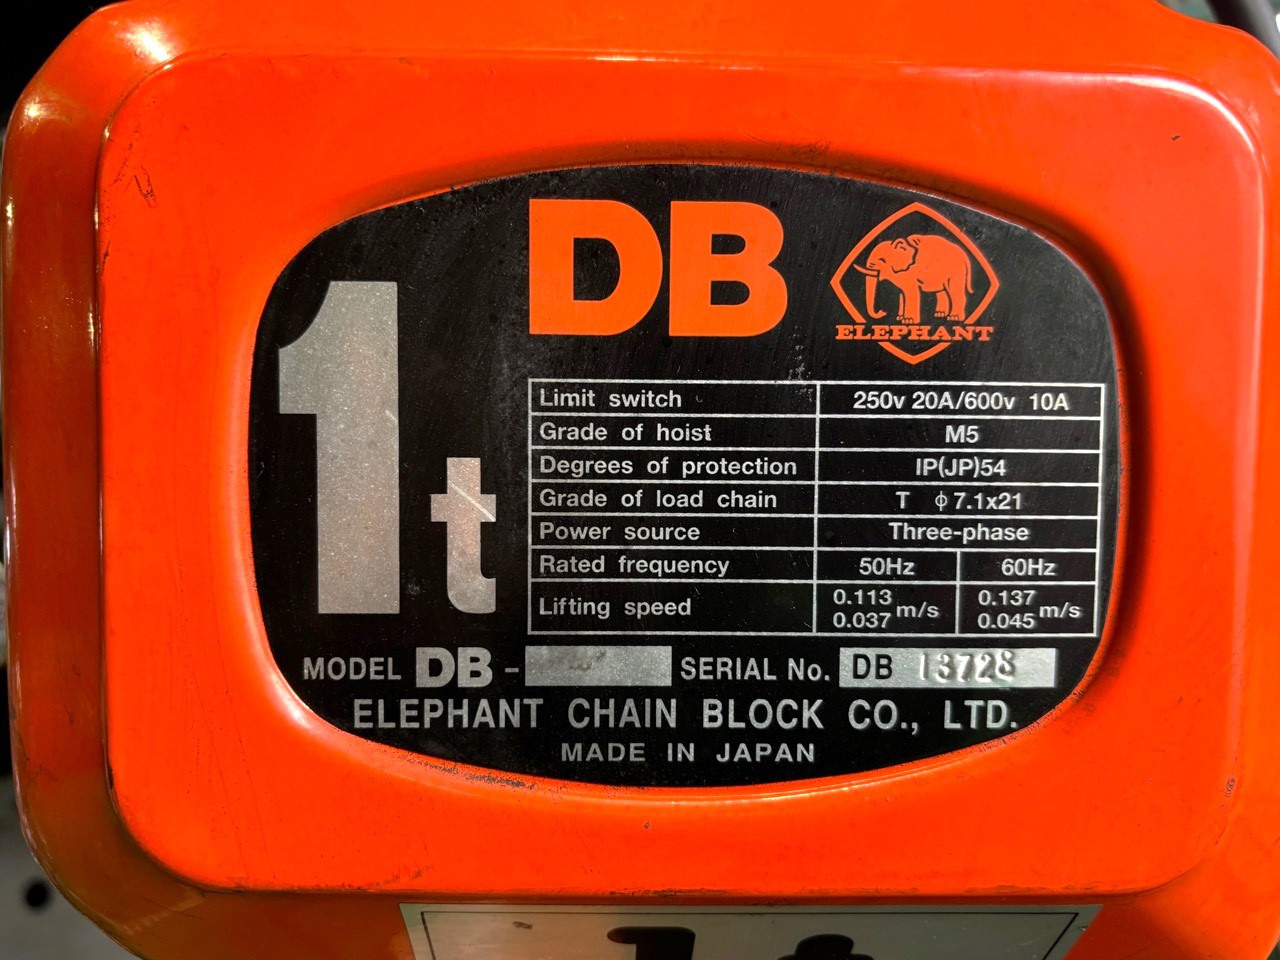 1t
DB
ELEPHANT
Limit switch 250v 20A/600v 10A
Grade of hoist M5
Degrees of protection IP(JP)54
Grade of load chain T ϕ7.1x21
Power source Three-phase
Rated frequency 50Hz 60Hz
Lifting speed 0.113 0.037 m/s 0.137 0.045 m/s
MODEL DB- SERIAL No. DB 13728
ELEPHANT CHAIN BLOCK CO., LTD.
MADE IN JAPAN
1t